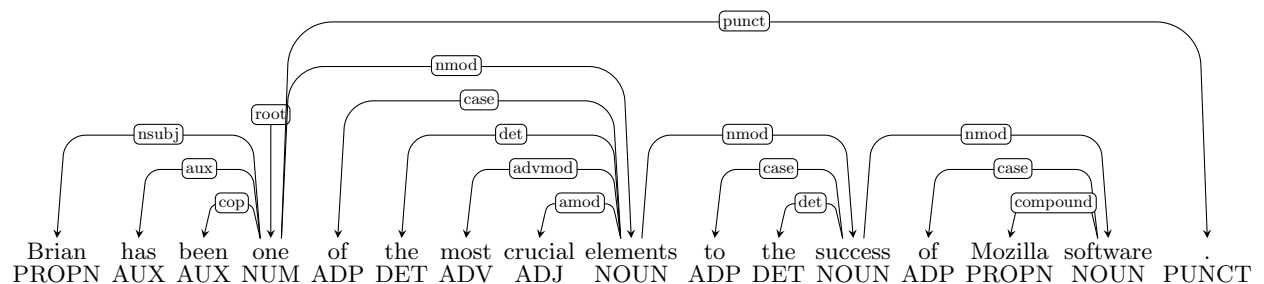 punct
nmod
case
root
nsubj det nmod nmod
aux advmod case case
cop amod det compound
Brian has been one of the most crucial elements to the success of Mozilla software .
PROPN AUX AUX NUM ADP DET ADV ADJ NOUN ADP DET NOUN ADP PROPN NOUN PUNCT